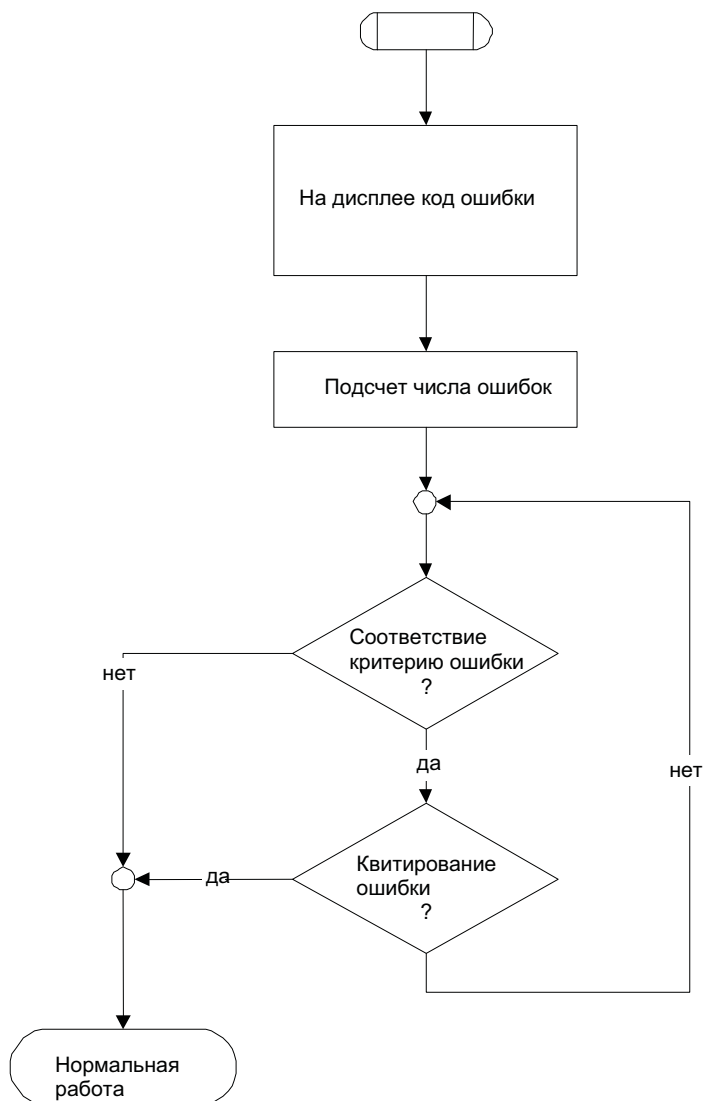 На дисплее код ошибки
Подсчет числа ошибок
Соответствие
критерию ошибки
?
нет
да
нет
Квитирование
ошибки
?
да
Нормальная
работа